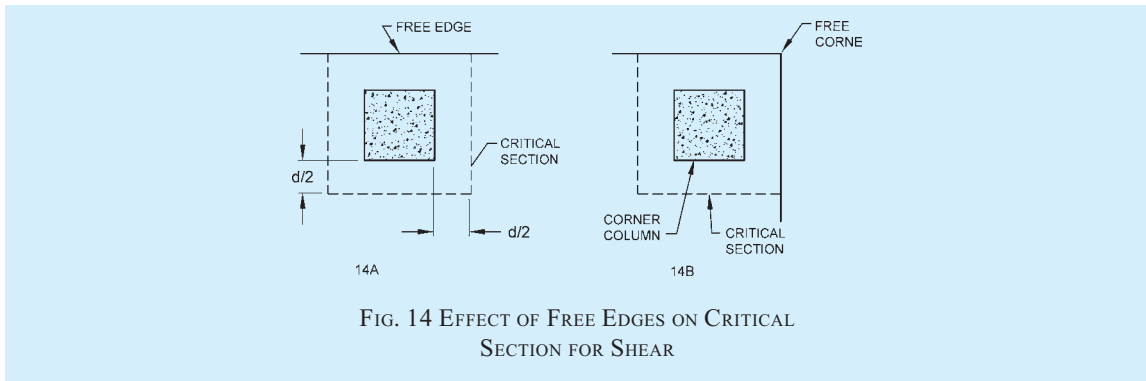 FREE EDGE
CRITICAL
SECTION
d/2
d/2
14A
FREE
CORNE
CORNER
COLUMN
CRITICAL
SECTION
14B
FIG. 14 EFFECT OF FREE EDGES ON CRITICAL
SECTION FOR SHEAR